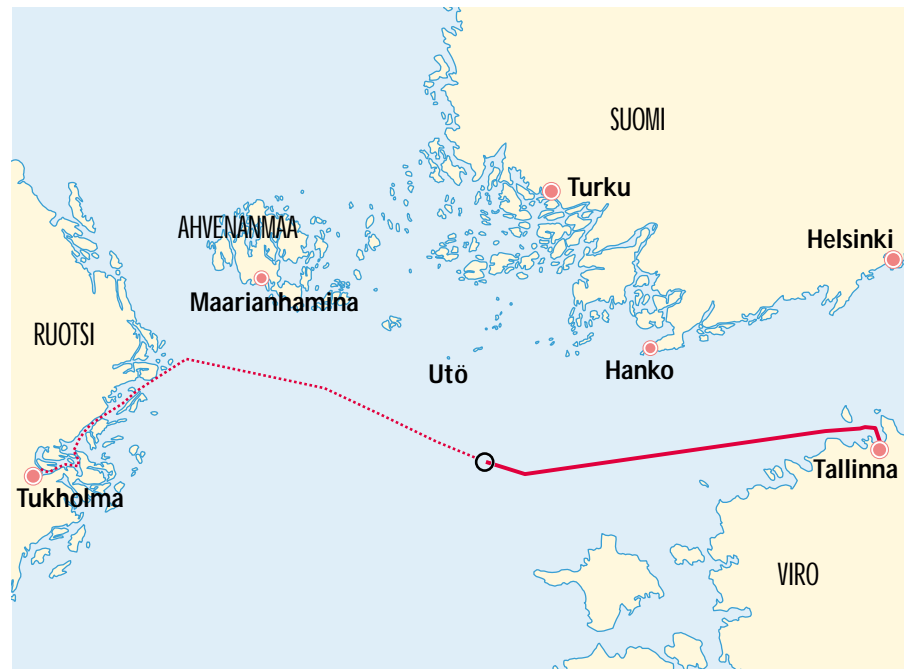 SUOMI
Turku
AHVENANMAA
Helsinki
Maarianhamina
RUOTSI
Utö
Hanko
Tallinna
Tukholma
VIRO